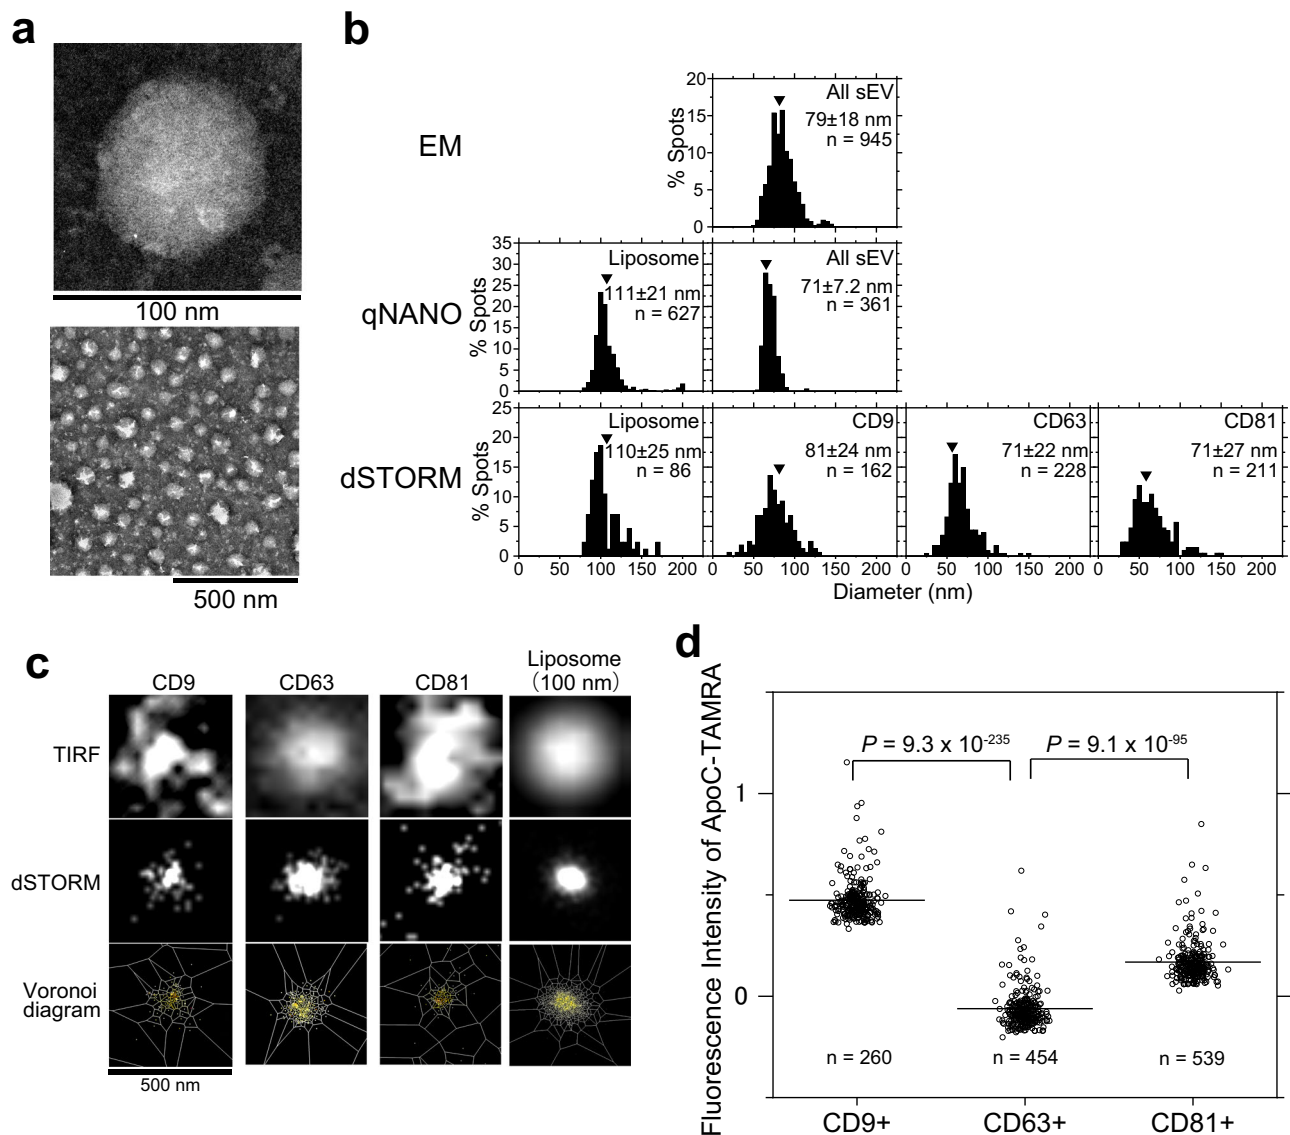 a
100 nm
500 nm
b
EM
20
15
10
5
0
% Spots
All sEV
79±18 nm
n = 945
qNANO
35
30
25
20
15
10
5
0
% Spots
Liposome
111±21 nm
n = 627
All sEV
71±7.2 nm
n = 361
dSTORM
25
20
15
10
5
0
% Spots
Liposome
110±25 nm
n = 86
CD9
81±24 nm
n = 162
CD63
71±22 nm
n = 228
CD81
71±27 nm
n = 211
0 50 100 150 200 0 50 100 150 200 0 50 100 150 200 0 50 100 150 200
Diameter (nm)
c
CD9 CD63 CD81 Liposome
(100 nm)
TIRF
dSTORM
Voronoi
diagram
500 nm
d
Fluorescence Intensity of ApoC-TAMRA
1
0
P = 9.3 x 10-235
P = 9.1 x 10-95
n = 260 n = 454 n = 539
CD9+ CD63+ CD81+